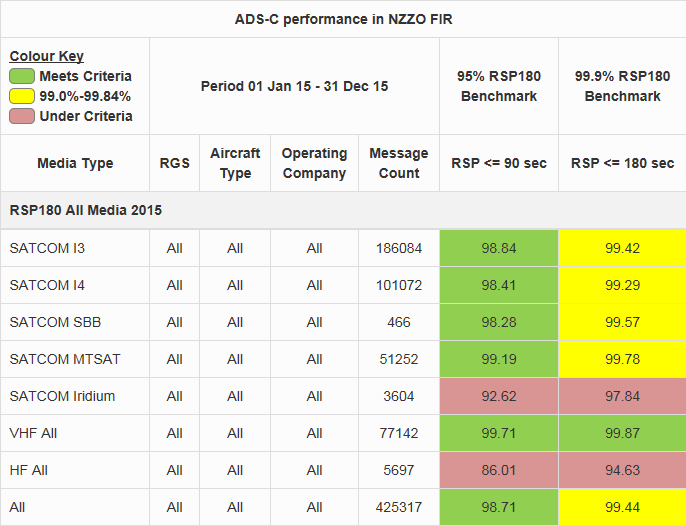 ADS-C performance in NZZO FIR
Colour Key
Meets Criteria
99.0%-99.84%
Under Criteria
Period 01 Jan 15 - 31 Dec 15
95% RSP180
Benchmark
99.9% RSP180
Benchmark
Media Type RGS Aircraft
Type Operating
Company Message
Count RSP <= 90 sec RSP <= 180 sec
RSP180 All Media 2015
SATCOM I3 All All All 186084 98.84 99.42
SATCOM I4 All All All 101072 98.41 99.29
SATCOM SBB All All All 466 98.28 99.57
SATCOM MTSAT All All All 51252 99.19 99.78
SATCOM Iridium All All All 3604 92.62 97.84
VHF All All All All 77142 99.71 99.87
HF All All All All 5697 86.01 94.63
All All All All 425317 98.71 99.44